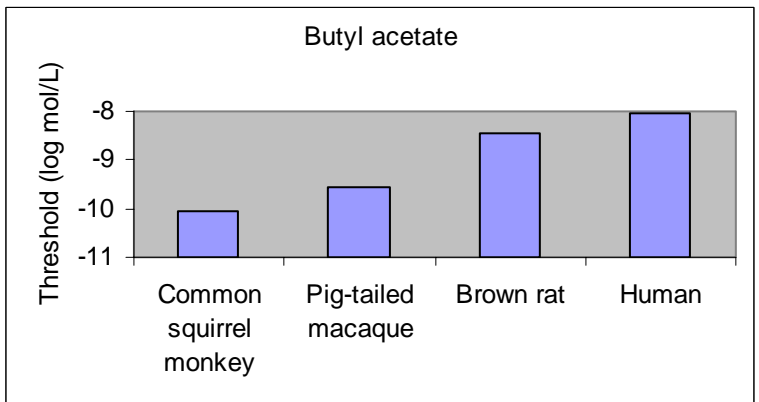 Butyl acetate
Threshold (log mol/L)
-8
-9
-10
-11
Common
squirrel
monkey
Pig-tailed
macaque
Brown rat
Human